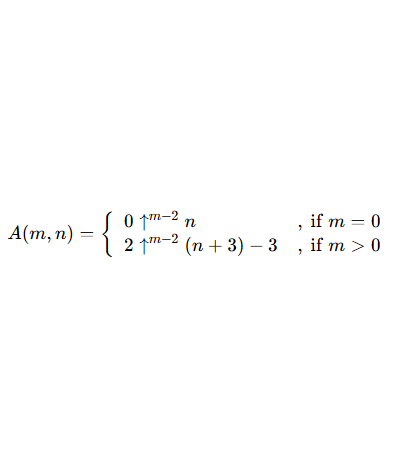 A(m, n) = { 0 ↑^{m−2} n , if m = 0
2 ↑^{m−2} (n + 3) − 3 , if m > 0